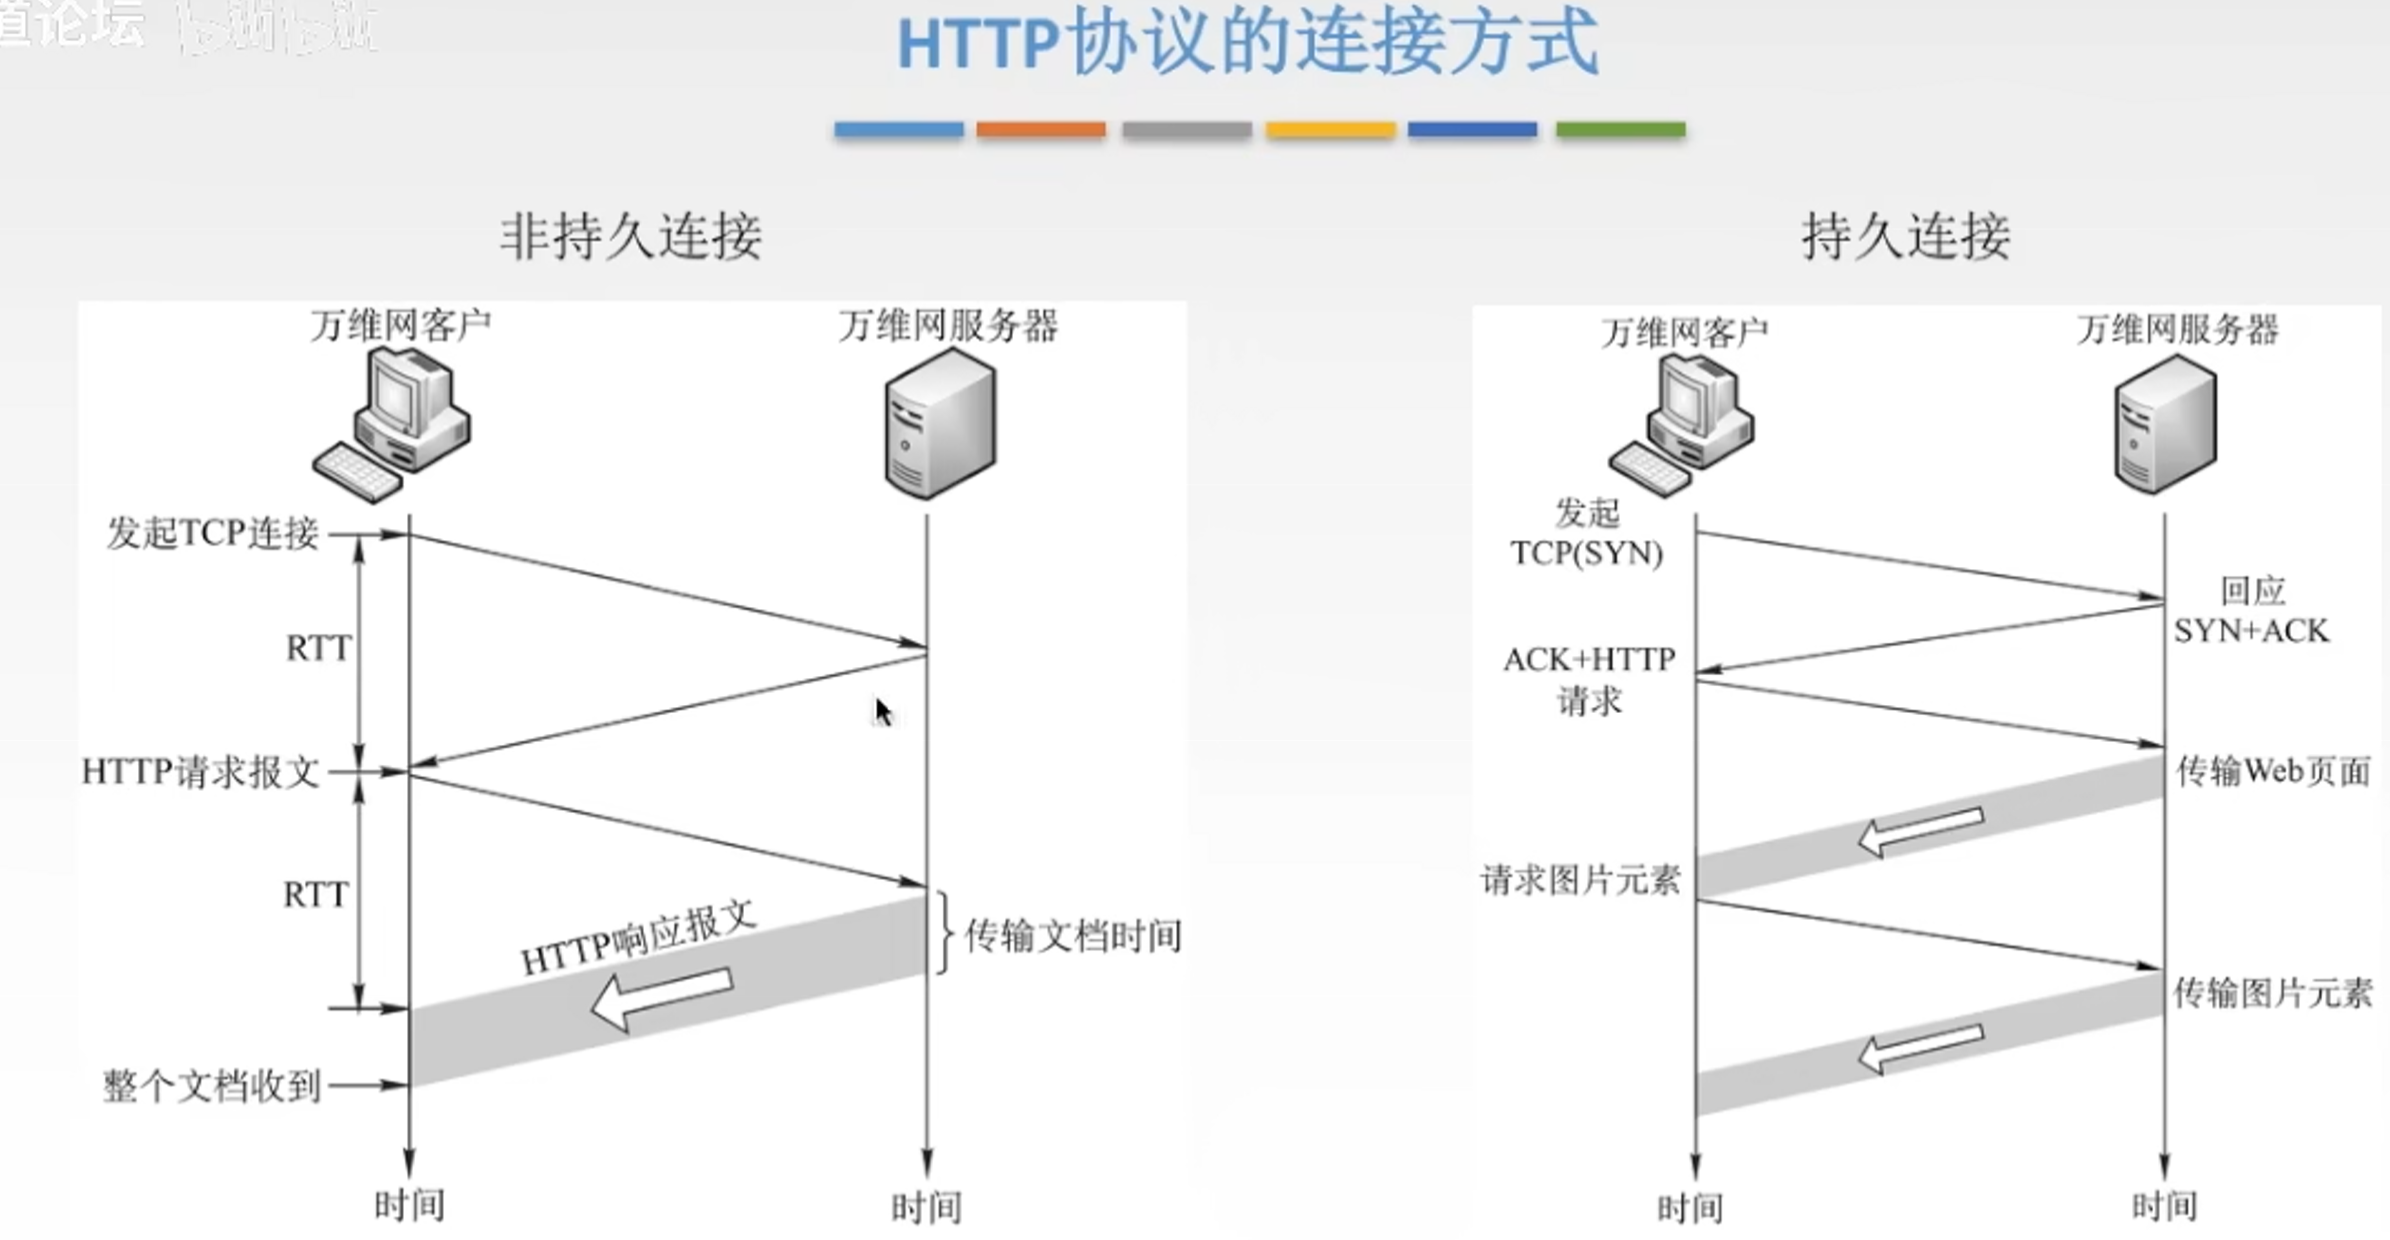 道论坛 bilibili
HTTP协议的连接方式
非持久连接
万维网客户
万维网服务器
发起TCP连接
RTT
HTTP请求报文
RTT
HTTP响应报文
传输文档时间
整个文档收到
时间
时间
持久连接
万维网客户
万维网服务器
发起
TCP(SYN)
回应
SYN+ACK
ACK+HTTP
请求
传输Web页面
请求图片元素
传输图片元素
时间
时间